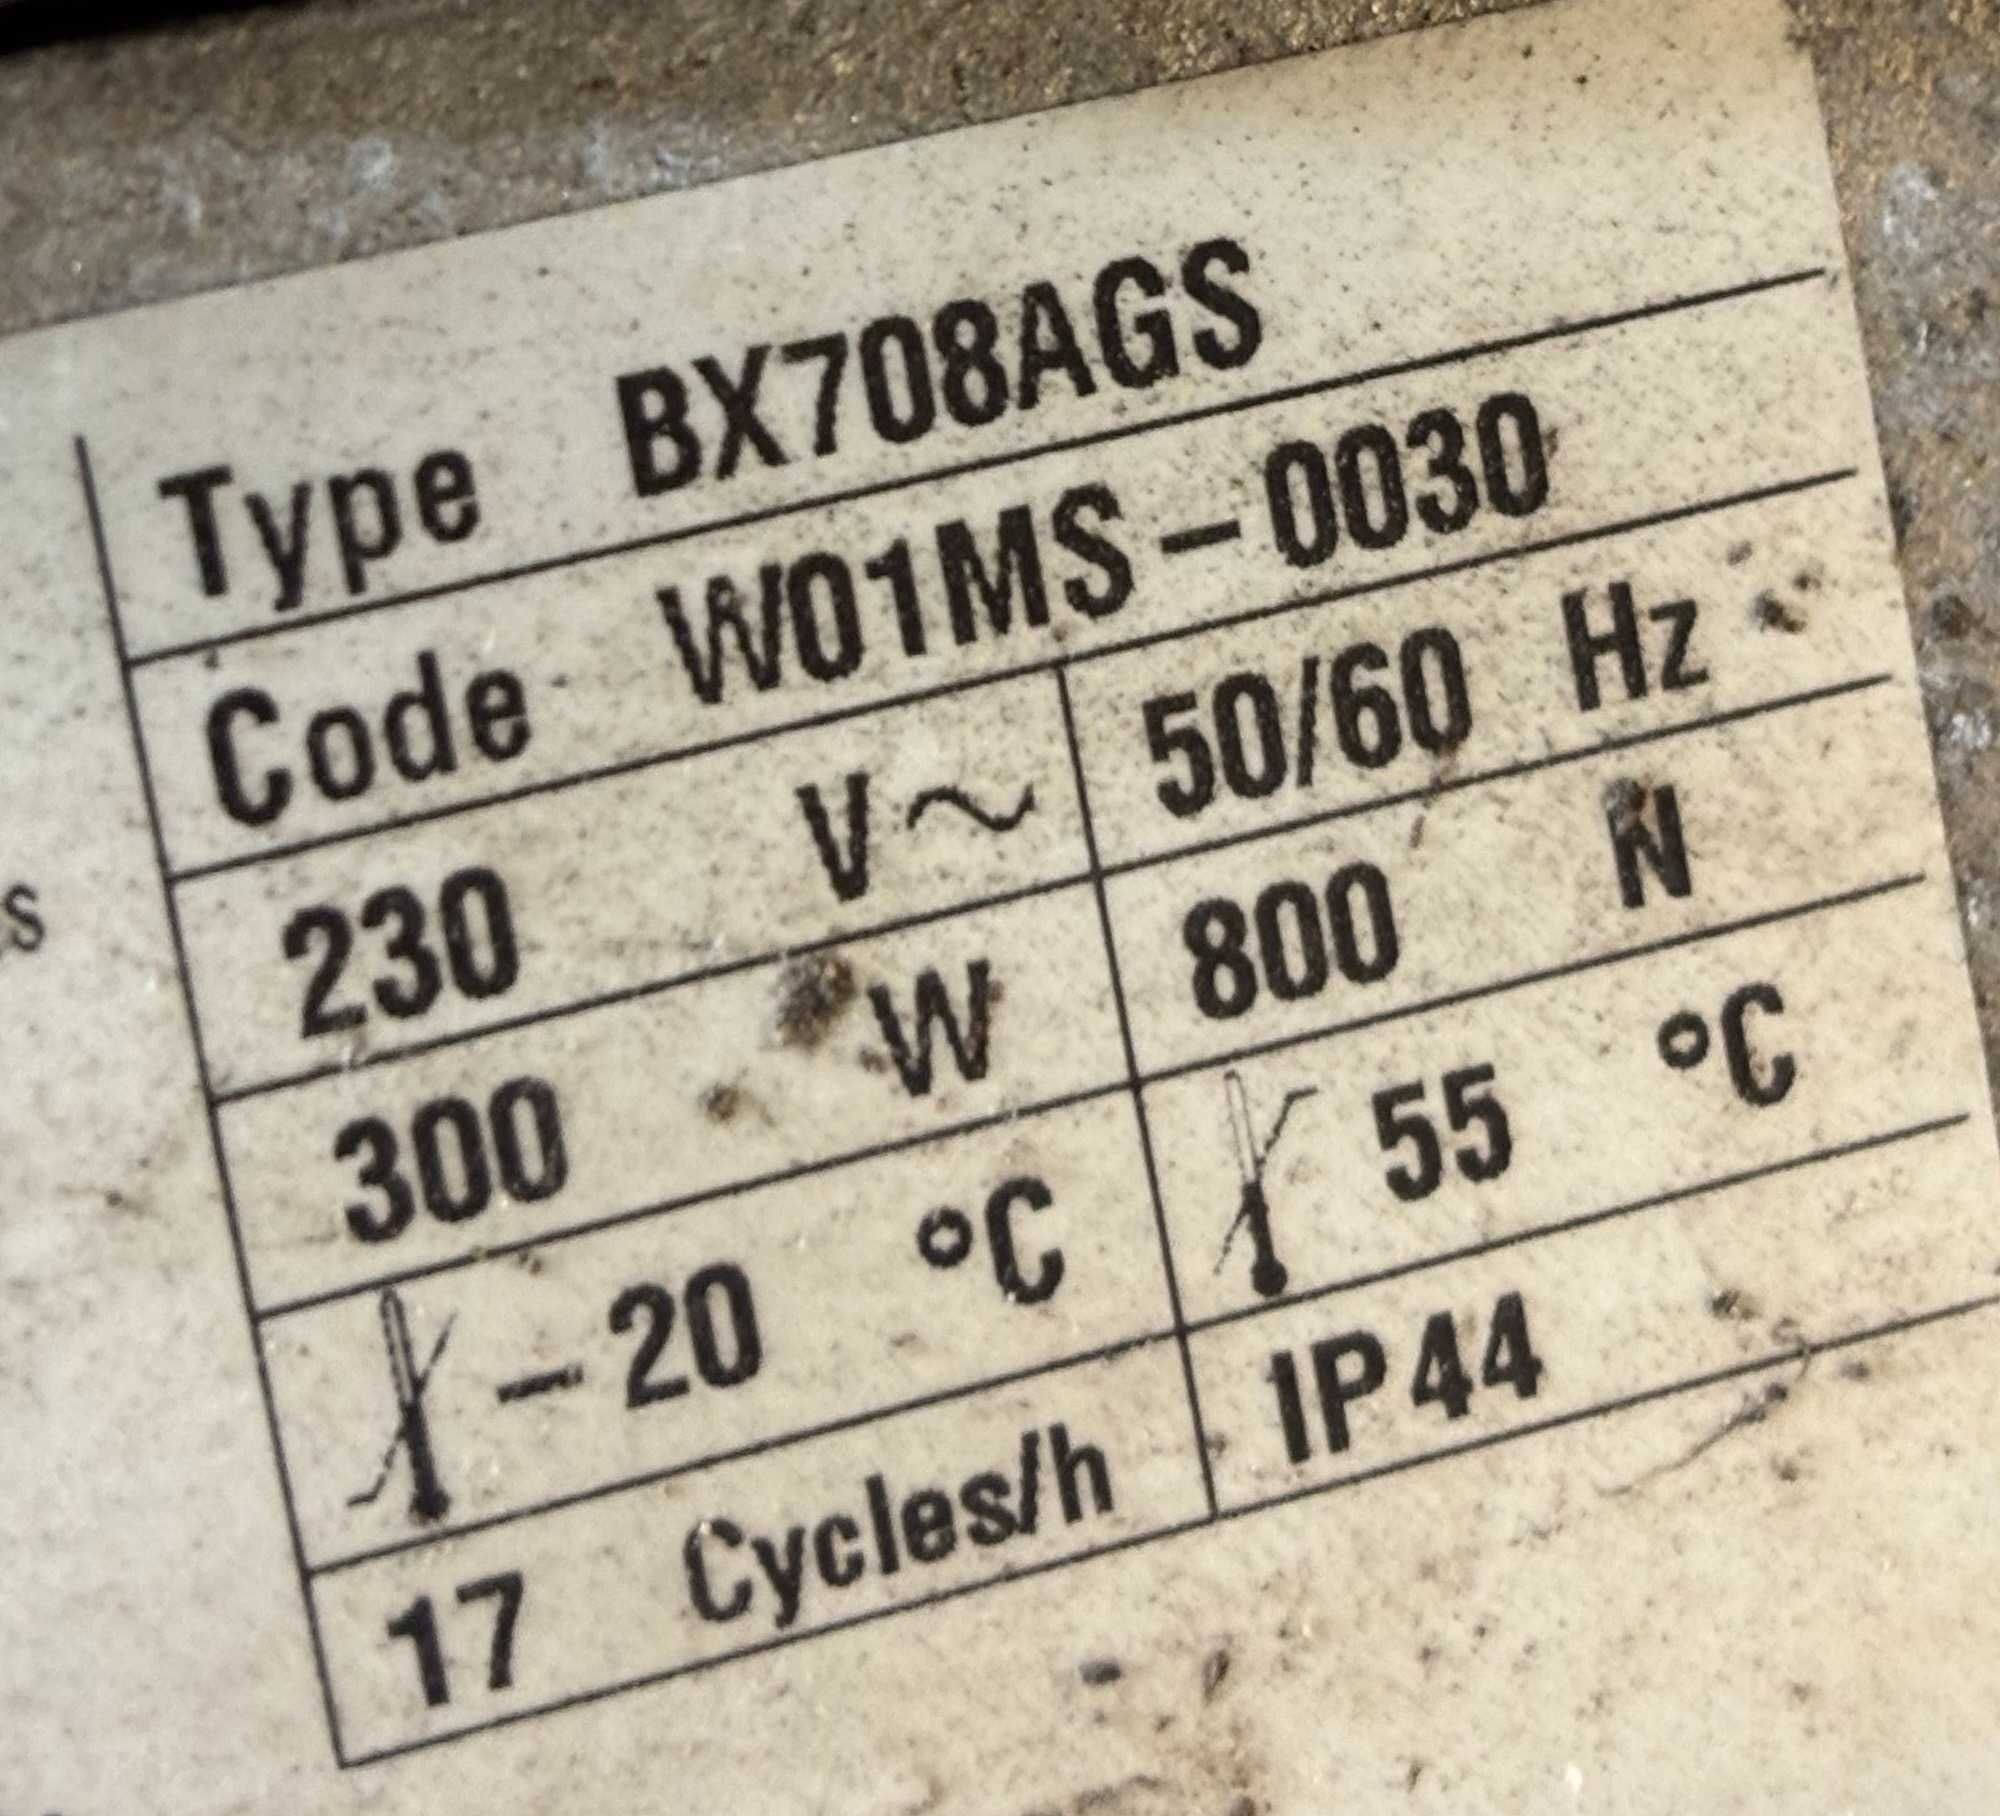 Type BX708AGS
Code W01MS-0030
230 V~ 50/60 Hz
s
300 W 800 N
-20 °C 55 °C
17 Cycles/h IP44